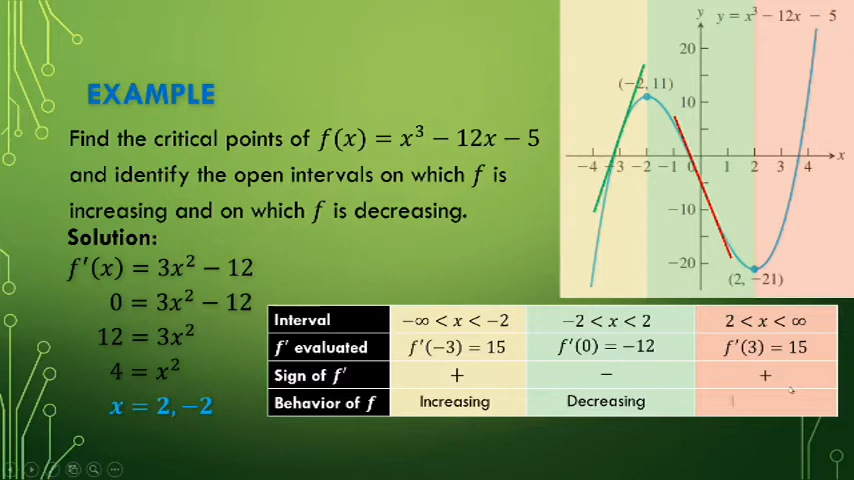 EXAMPLE
Find the critical points of f(x) = x³ − 12x − 5
and identify the open intervals on which f is
increasing and on which f is decreasing.
Solution:
f′(x) = 3x² − 12
0 = 3x² − 12
12 = 3x²
4 = x²
x = 2, −2
y y = x³ − 12x − 5
20
(−2, 11)
10
−4 −3 −2 −1 0 1 2 3 4 x
−10
−20
(2, −21)
Interval −∞ < x < −2 −2 < x < 2 2 < x < ∞
f′ evaluated f′(−3) = 15 f′(0) = −12 f′(3) = 15
Sign of f′ + − +
Behavior of f Increasing Decreasing